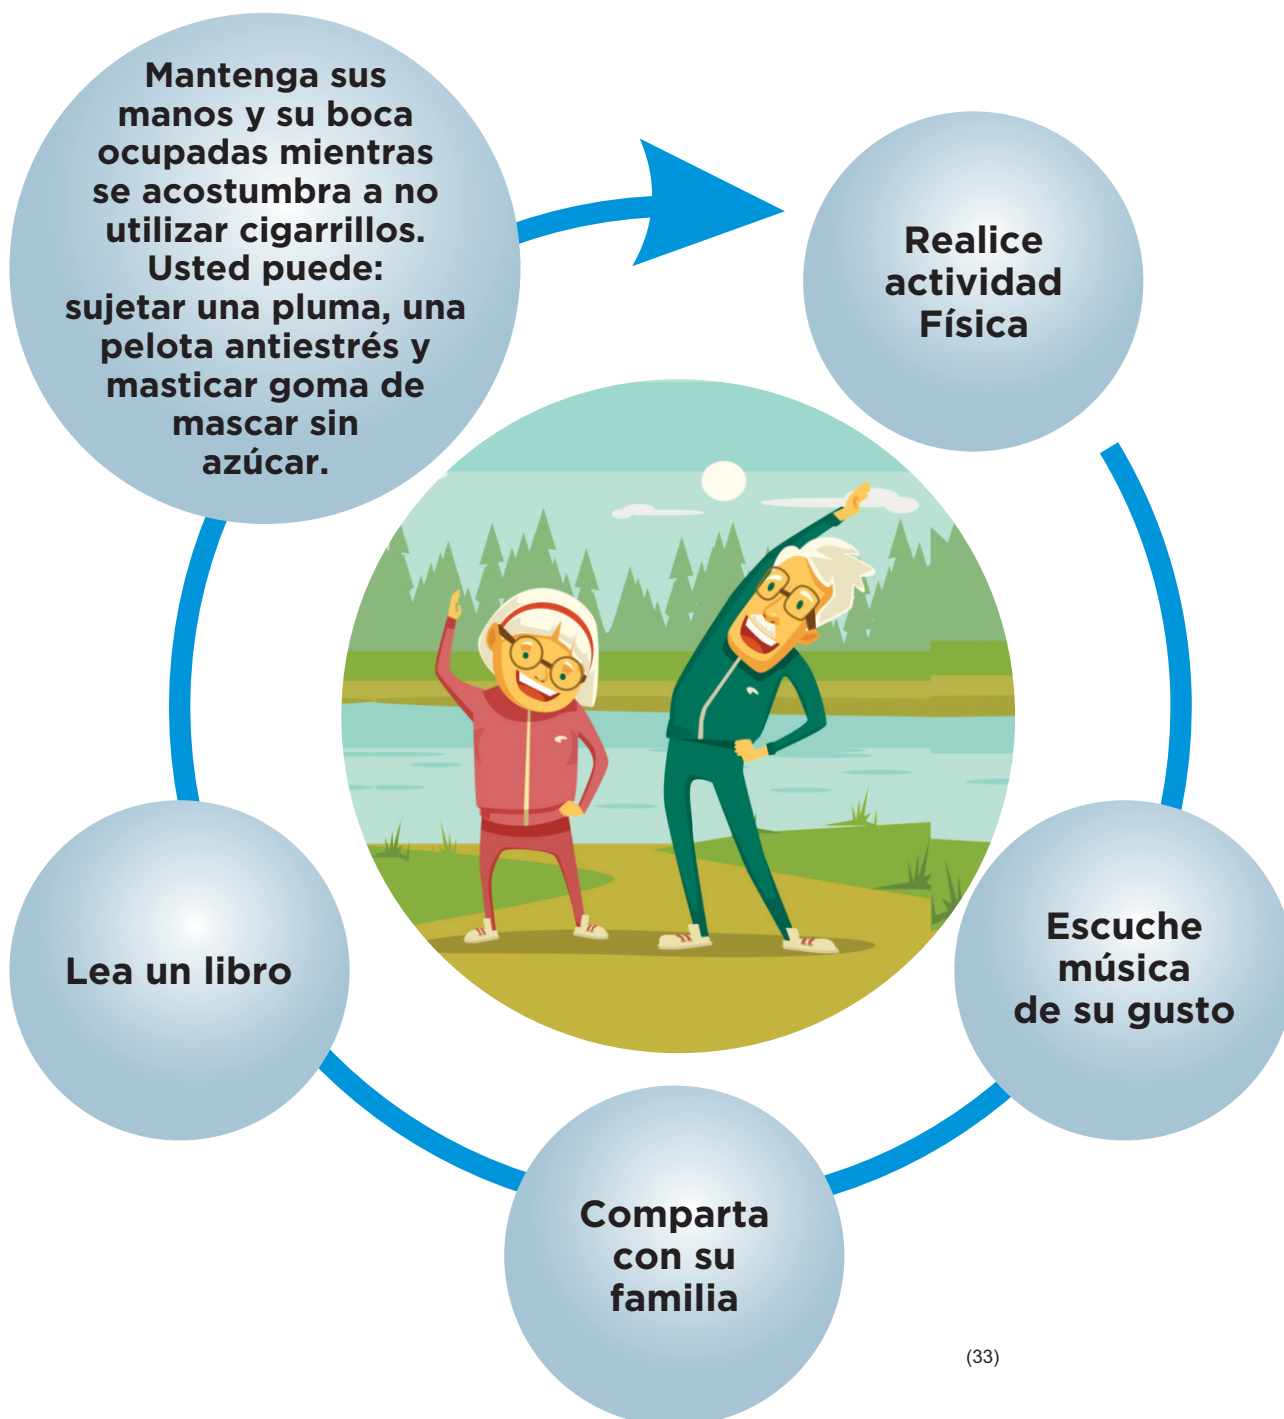 Mantenga sus
manos y su boca
ocupadas mientras
se acostumbra a no
utilizar cigarrillos.
Usted puede:
sujetar una pluma, una
pelota antiestrés y
masticar goma de
mascar sin
azúcar.
Realice
actividad
Física
Escuche
música
de su gusto
Comparta
con su
familia
Lea un libro
(33)